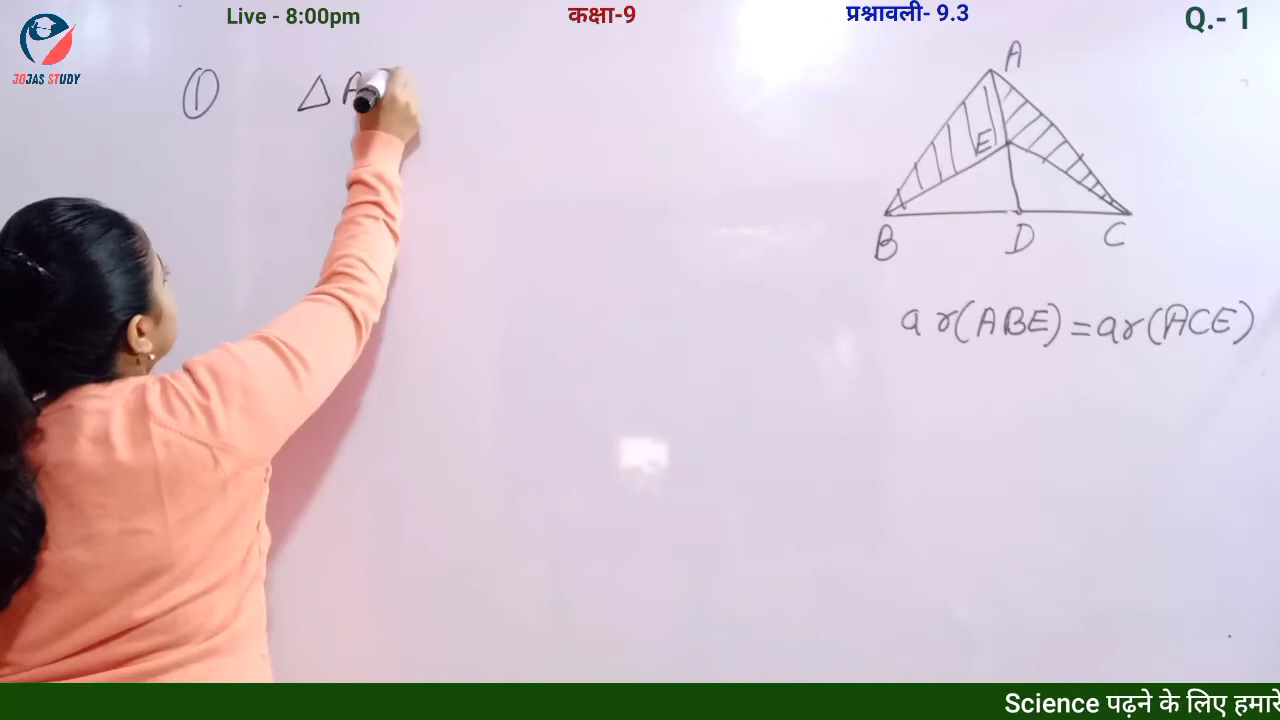 Live - 8:00pm
कक्षा-9
प्रश्नावली- 9.3
Q.- 1
JOJAS STUDY
① △ A
A
E
B D C
ar(ABE)=ar(ACE)
Science पढ़ने के लिए हमारे